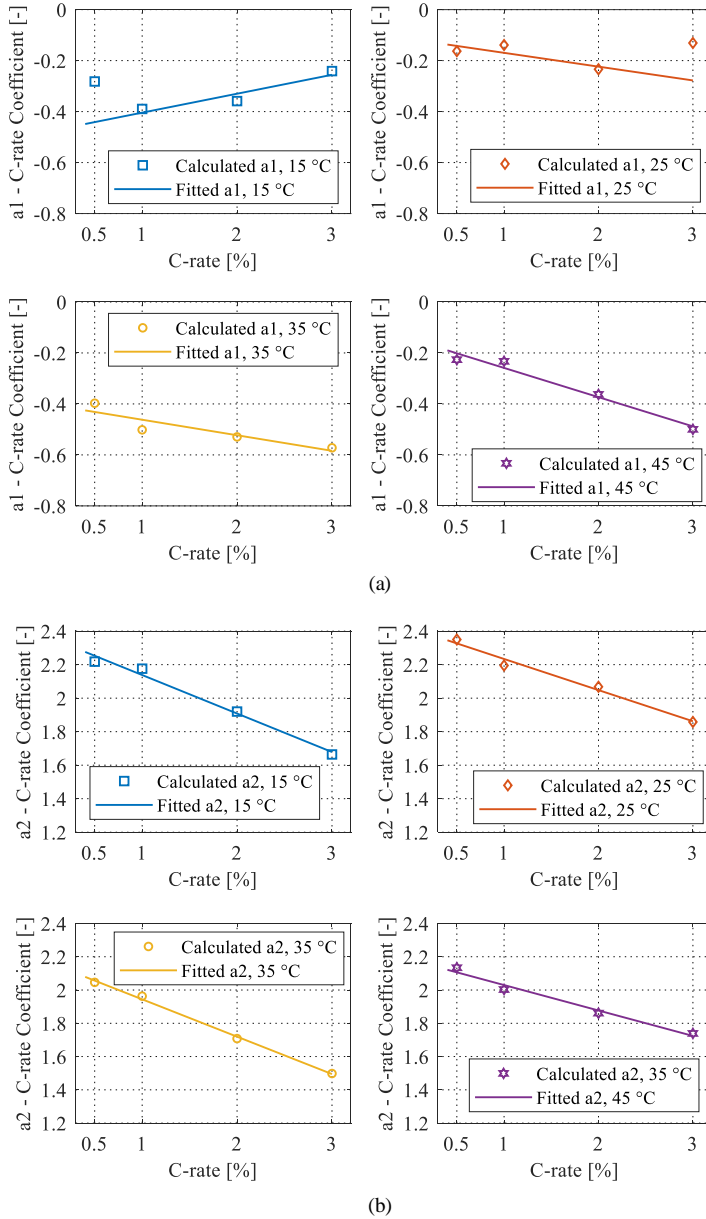 0
-0.2
-0.4
-0.6
-0.8
a1 - C-rate Coefficient [-]
Calculated a1, 15 °C
Fitted a1, 15 °C
0.5 1 2 3
C-rate [%]
0
-0.2
-0.4
-0.6
-0.8
a1 - C-rate Coefficient [-]
Calculated a1, 25 °C
Fitted a1, 25 °C
0.5 1 2 3
C-rate [%]
0
-0.2
-0.4
-0.6
-0.8
a1 - C-rate Coefficient [-]
Calculated a1, 35 °C
Fitted a1, 35 °C
0.5 1 2 3
C-rate [%]
0
-0.2
-0.4
-0.6
-0.8
a1 - C-rate Coefficient [-]
Calculated a1, 45 °C
Fitted a1, 45 °C
0.5 1 2 3
C-rate [%]
(a)
2.4
2.2
2
1.8
1.6
1.4
1.2
a2 - C-rate Coefficient [-]
Calculated a2, 15 °C
Fitted a2, 15 °C
0.5 1 2 3
C-rate [%]
2.4
2.2
2
1.8
1.6
1.4
1.2
a2 - C-rate Coefficient [-]
Calculated a2, 25 °C
Fitted a2, 25 °C
0.5 1 2 3
C-rate [%]
2.4
2.2
2
1.8
1.6
1.4
1.2
a2 - C-rate Coefficient [-]
Calculated a2, 35 °C
Fitted a2, 35 °C
0.5 1 2 3
C-rate [%]
2.4
2.2
2
1.8
1.6
1.4
1.2
a2 - C-rate Coefficient [-]
Calculated a2, 35 °C
Fitted a2, 45 °C
0.5 1 2 3
C-rate [%]
(b)